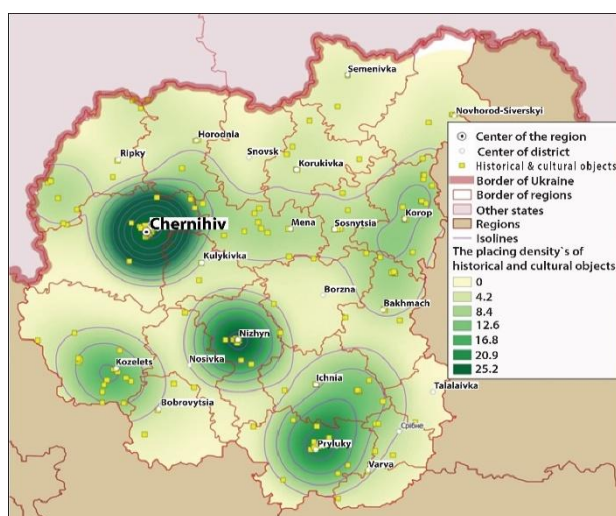 Semenivka
Novhorod-Siverskyi
Horodnia
Ripky
Snovsk
Korukivka
Chernihiv
Mena
Sosnytsia
Korop
Kulykivka
Borzna
Bakhmach
Nizhyn
Kozelets
Nosivka
Ichnia
Talalaivka
Bobrovytsia
Срібне
Pryluky
Varva
Center of the region
Center of district
Historical & cultural objects
Border of Ukraine
Border of regions
Other states
Regions
Isolines
The placing density`s of
historical and cultural objects
0
4.2
8.4
12.6
16.8
20.9
25.2